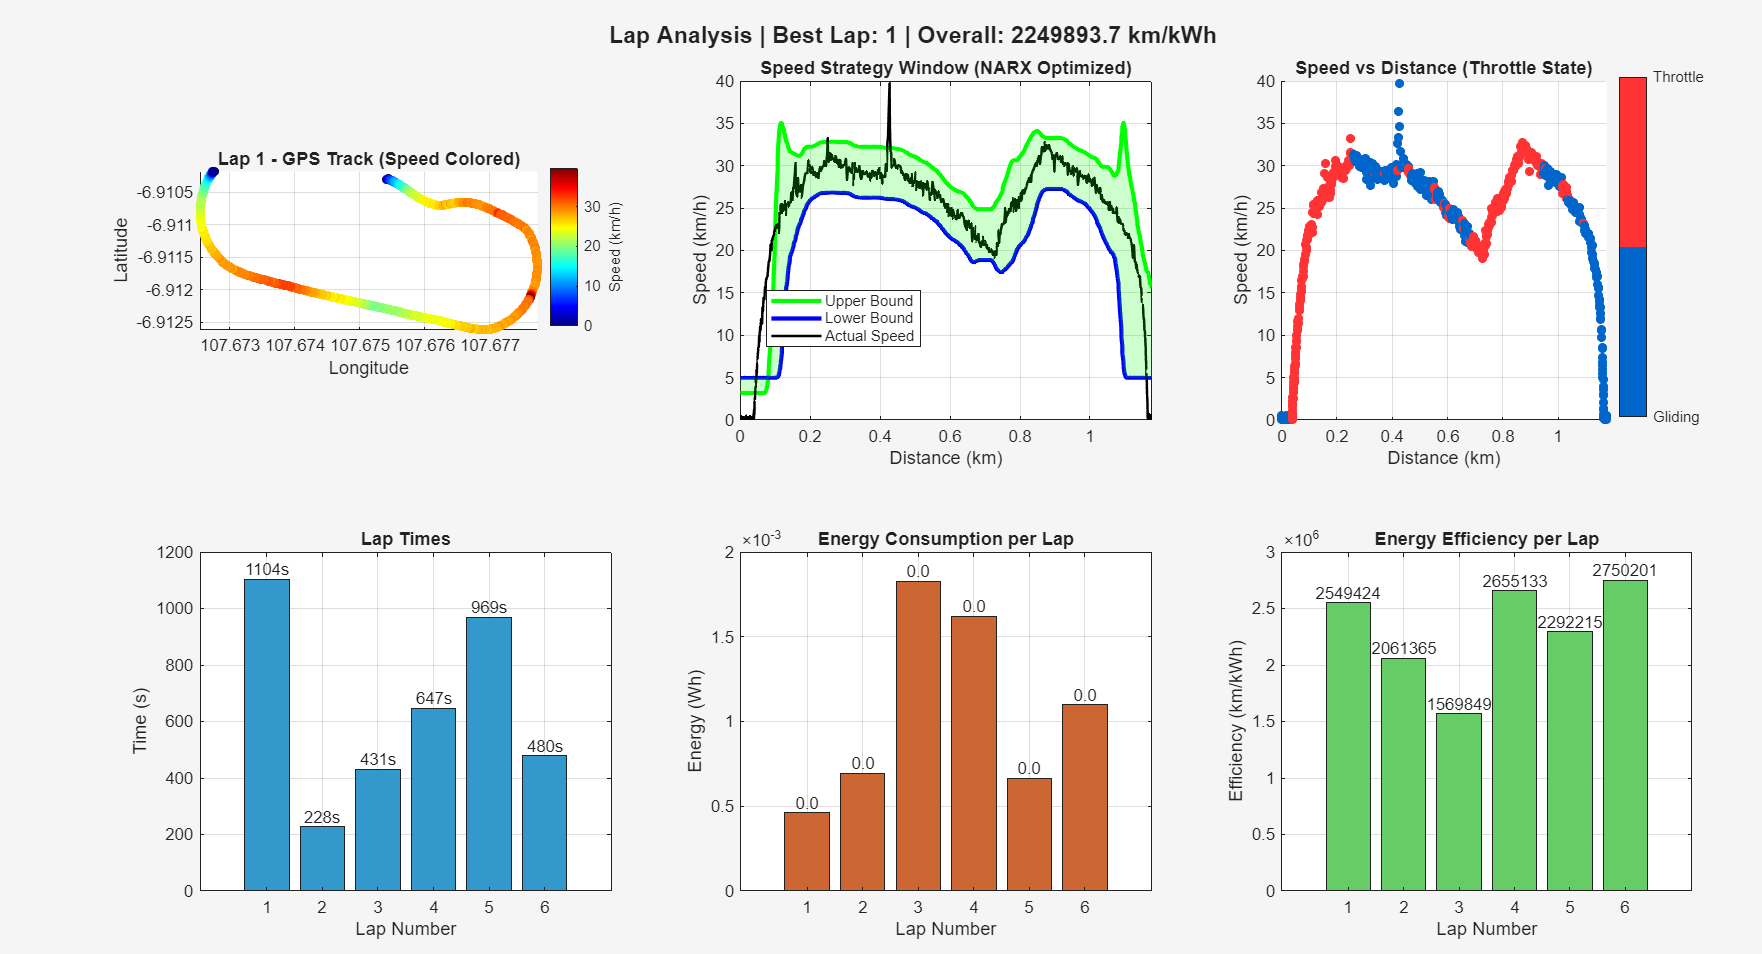 Lap Analysis | Best Lap: 1 | Overall: 2249893.7 km/kWh
Lap 1 - GPS Track (Speed Colored)
-6.9105
-6.911
-6.9115
-6.912
-6.9125
Latitude
107.673 107.674 107.675 107.676 107.677
Longitude
30
20
10
0
Speed (km/h)
Speed Strategy Window (NARX Optimized)
40
35
30
25
20
15
10
5
0
Speed (km/h)
Upper Bound
Lower Bound
Actual Speed
0 0.2 0.4 0.6 0.8 1
Distance (km)
Speed vs Distance (Throttle State)
40
35
30
25
20
15
10
5
0
Speed (km/h)
0 0.2 0.4 0.6 0.8 1
Distance (km)
Throttle
Gliding
Lap Times
1200
1000
800
600
400
200
0
Time (s)
1104s
228s
431s
647s
969s
480s
1 2 3 4 5 6
Lap Number
Energy Consumption per Lap
×10-3
2
1.5
1
0.5
0
Energy (Wh)
0.0
0.0
0.0
0.0
0.0
0.0
1 2 3 4 5 6
Lap Number
Energy Efficiency per Lap
×106
3
2.5
2
1.5
1
0.5
0
Efficiency (km/kWh)
2549424
2061365
1569849
2655133
2292215
2750201
1 2 3 4 5 6
Lap Number